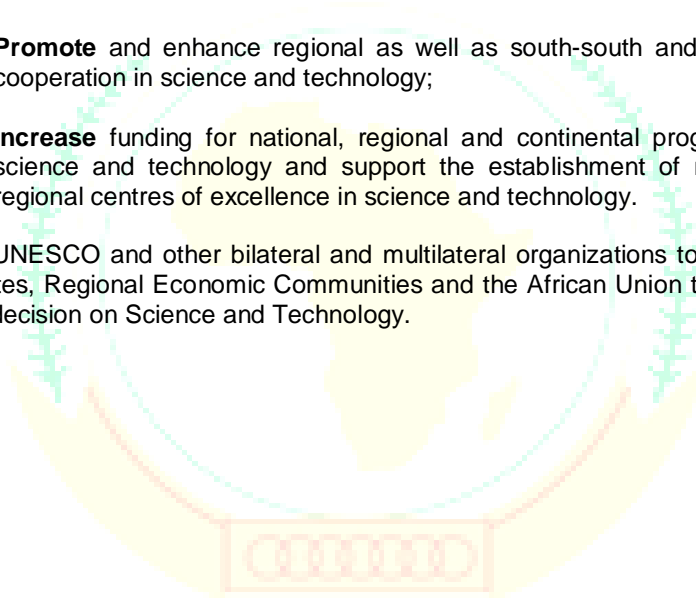 Promote and enhance regional as well as south-south and
cooperation in science and technology;
ncrease funding for national, regional and continental prog
science and technology and support the establishment of
regional centres of excellence in science and technology.
UNESCO and other bilateral and multilateral organizations to
tes, Regional Economic Communities and the African Union t
decision on Science and Technology.